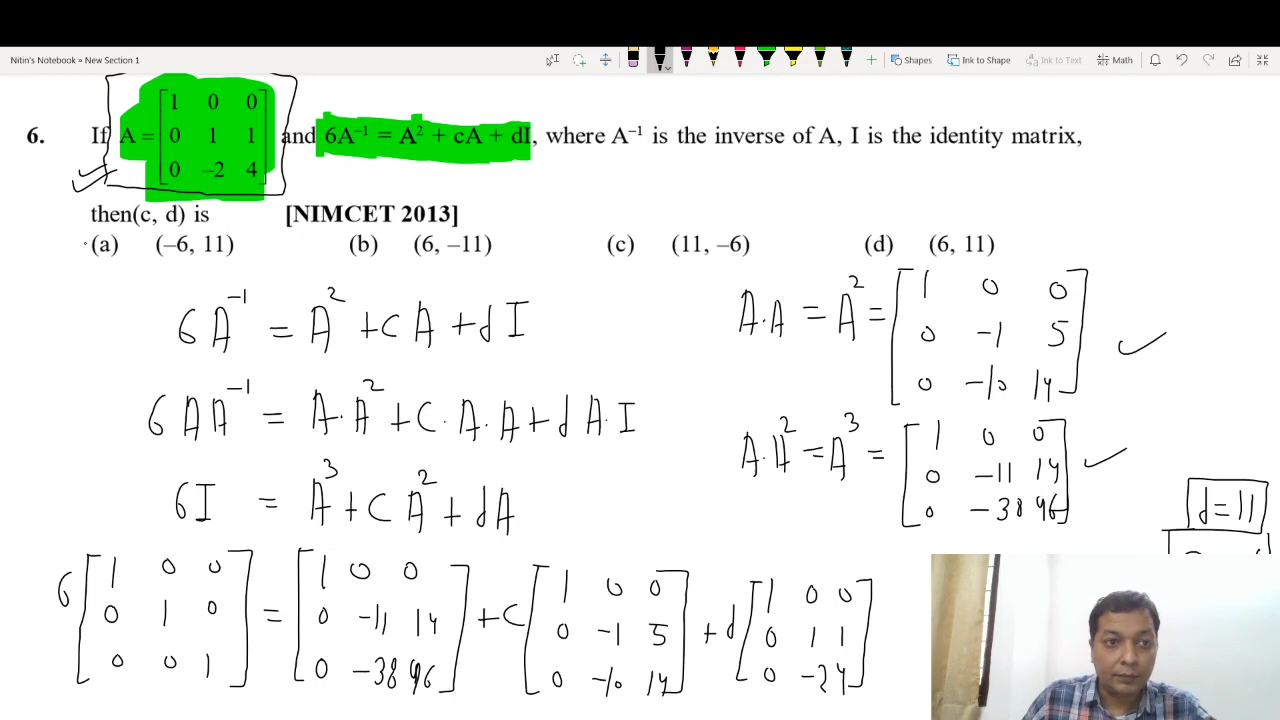 Nitin's Notebook » New Section 1
Shapes Ink to Shape Ink to Text Math
6. If A = [1 0 0
0 1 1
0 −2 4] and 6A⁻¹ = A² + cA + dI, where A⁻¹ is the inverse of A, I is the identity matrix,
then(c, d) is [NIMCET 2013]
(a) (–6, 11) (b) (6, –11) (c) (11, –6) (d) (6, 11)
6A⁻¹ = A² + cA + dI
A·A = A² = [1 0 0
0 -1 5
0 -10 14]
6AA⁻¹ = A·A² + C·A·A + dA·I
A·A² = A³ = [1 0 0
0 -11 14
0 -38 46]
6I = A³ + CA² + dA
d = 11
6[1 0 0
0 1 0
0 0 1] = [1 0 0
0 -11 14
0 -38 46] + C[1 0 0
0 -1 5
0 -10 14] + d[1 0 0
0 1 1
0 -2 4]